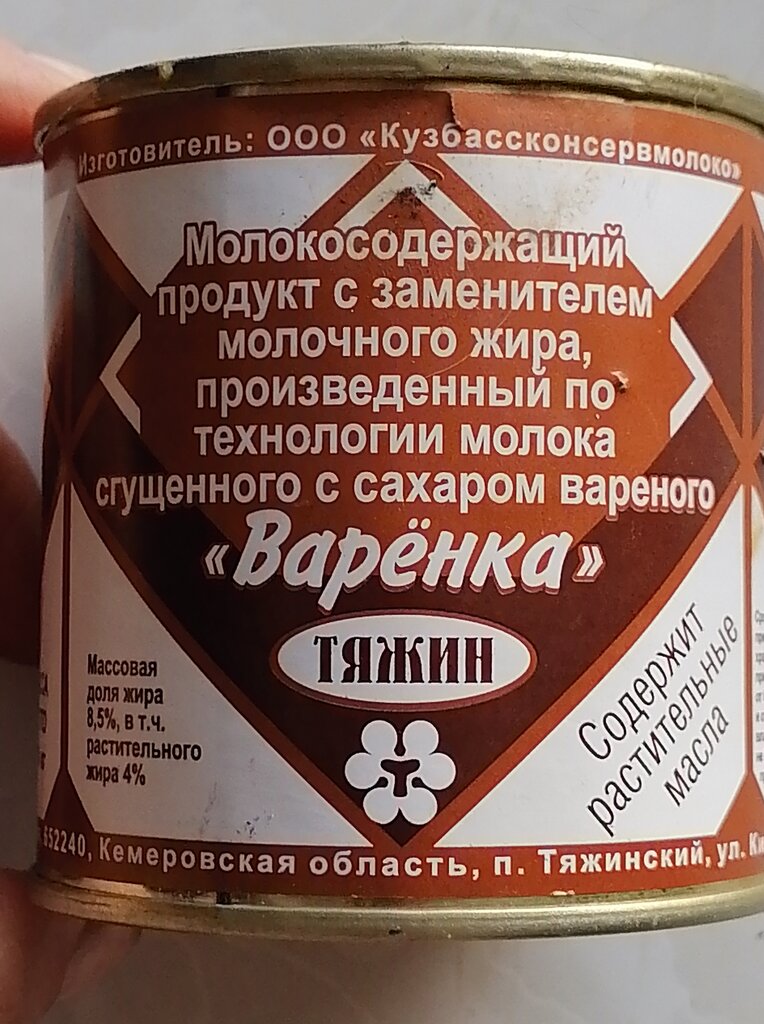 Изготовитель: ООО «Кузбассконсервмолоко»
Молокосодержащий
продукт с заменителем
молочного жира,
произведенный по
технологии молока
сгущенного с сахаром вареного
«Варёнка»
ТЯЖИН
Массовая
доля жира
8,5%, в т.ч.
растительного
жира 4%
Содержит
растительные
масла
652240, Кемеровская область, п. Тяжинский, ул.